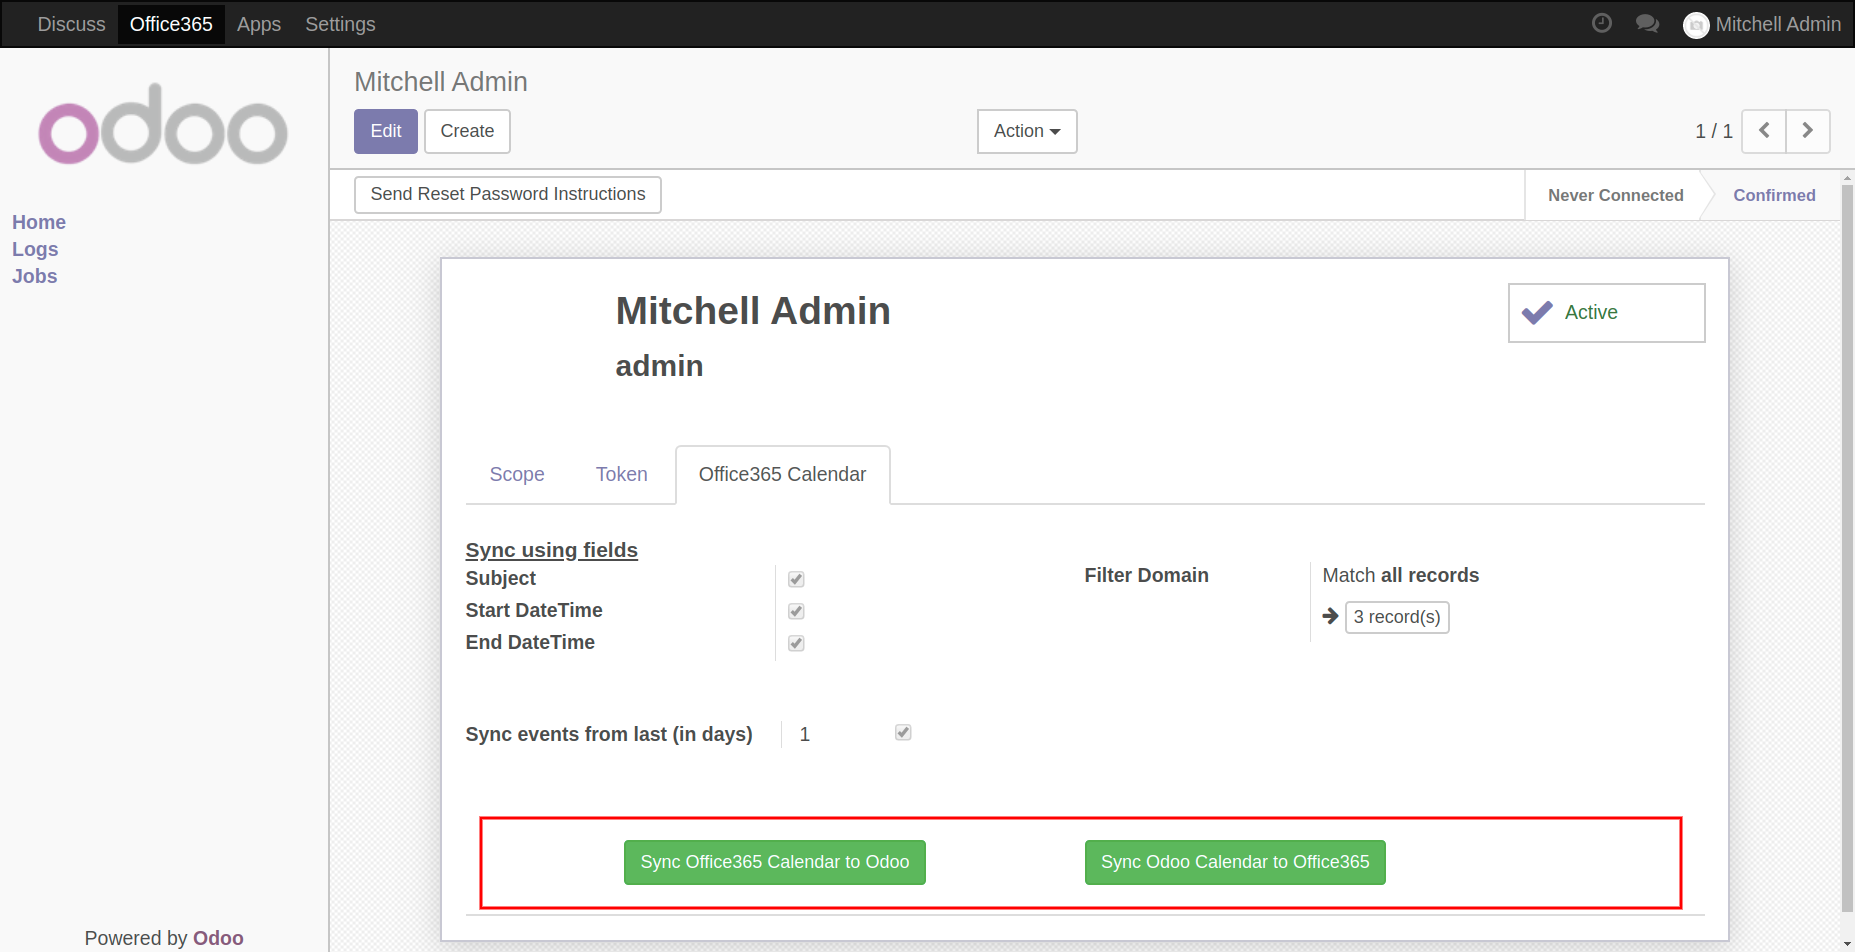 Discuss Office365 Apps Settings Mitchell Admin
odoo
Home
Logs
Jobs
Powered by Odoo
Mitchell Admin
Edit Create Action 1 / 1
Send Reset Password Instructions Never Connected Confirmed
Mitchell Admin
admin
Active
Scope Token Office365 Calendar
Sync using fields
Subject
Start DateTime
End DateTime
Filter Domain Match all records
3 record(s)
Sync events from last (in days) 1
Sync Office365 Calendar to Odoo Sync Odoo Calendar to Office365